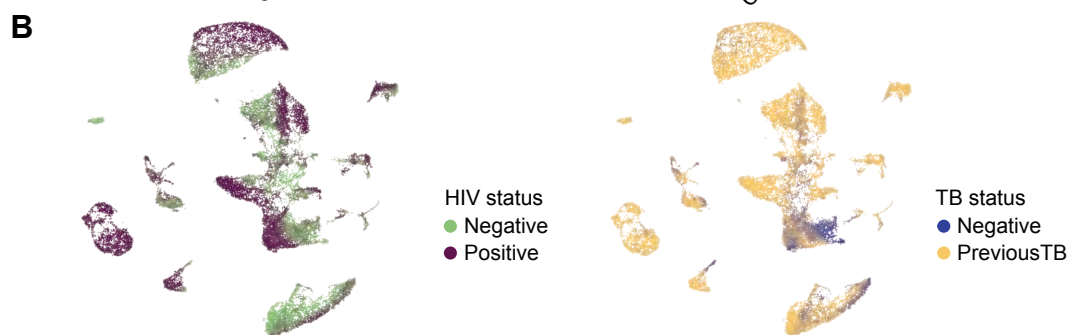 B
HIV status
Negative
Positive
TB status
Negative
PreviousTB